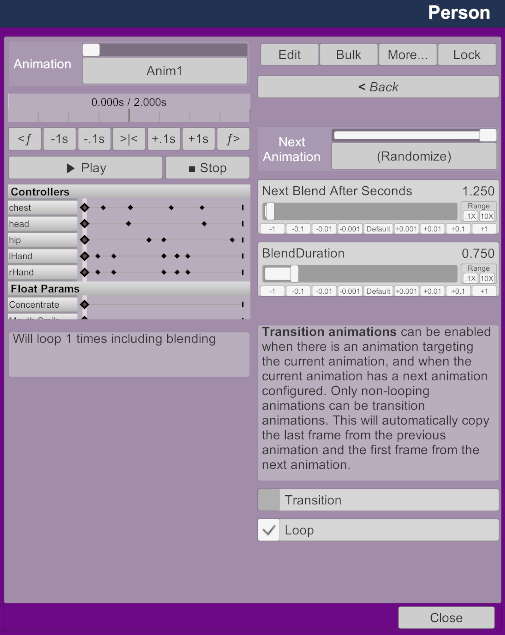 Person
Animation
Anim1
Edit
Bulk
More...
Lock
< Back
0.000s / 2.000s
<ƒ
-1s
-.1s
>|<
+.1s
+1s
ƒ>
Play
Stop
Next
Animation
(Randomize)
Controllers
chest
head
hip
lHand
rHand
Float Params
Concentrate
Mouth Smile
Will loop 1 times including blending
Next Blend After Seconds
1.250
Range
1X 10X
-1 -0.1 -0.01 -0.001 Default +0.001 +0.01 +0.1 +1
BlendDuration
0.750
Range
1X 10X
-1 -0.1 -0.01 -0.001 Default +0.001 +0.01 +0.1 +1
Transition animations can be enabled
when there is an animation targeting
the current animation, and when the
current animation has a next animation
configured. Only non-looping
animations can be transition
animations. This will automatically copy
the last frame from the previous
animation and the first frame from the
next animation.
Transition
Loop
Close